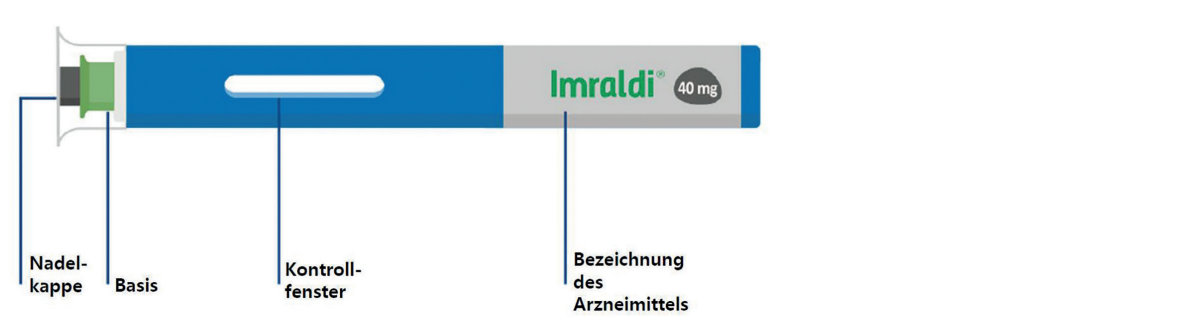 Imraldi® 40 mg
Nadel-
kappe
Basis
Kontroll-
fenster
Bezeichnung
des
Arzneimittels